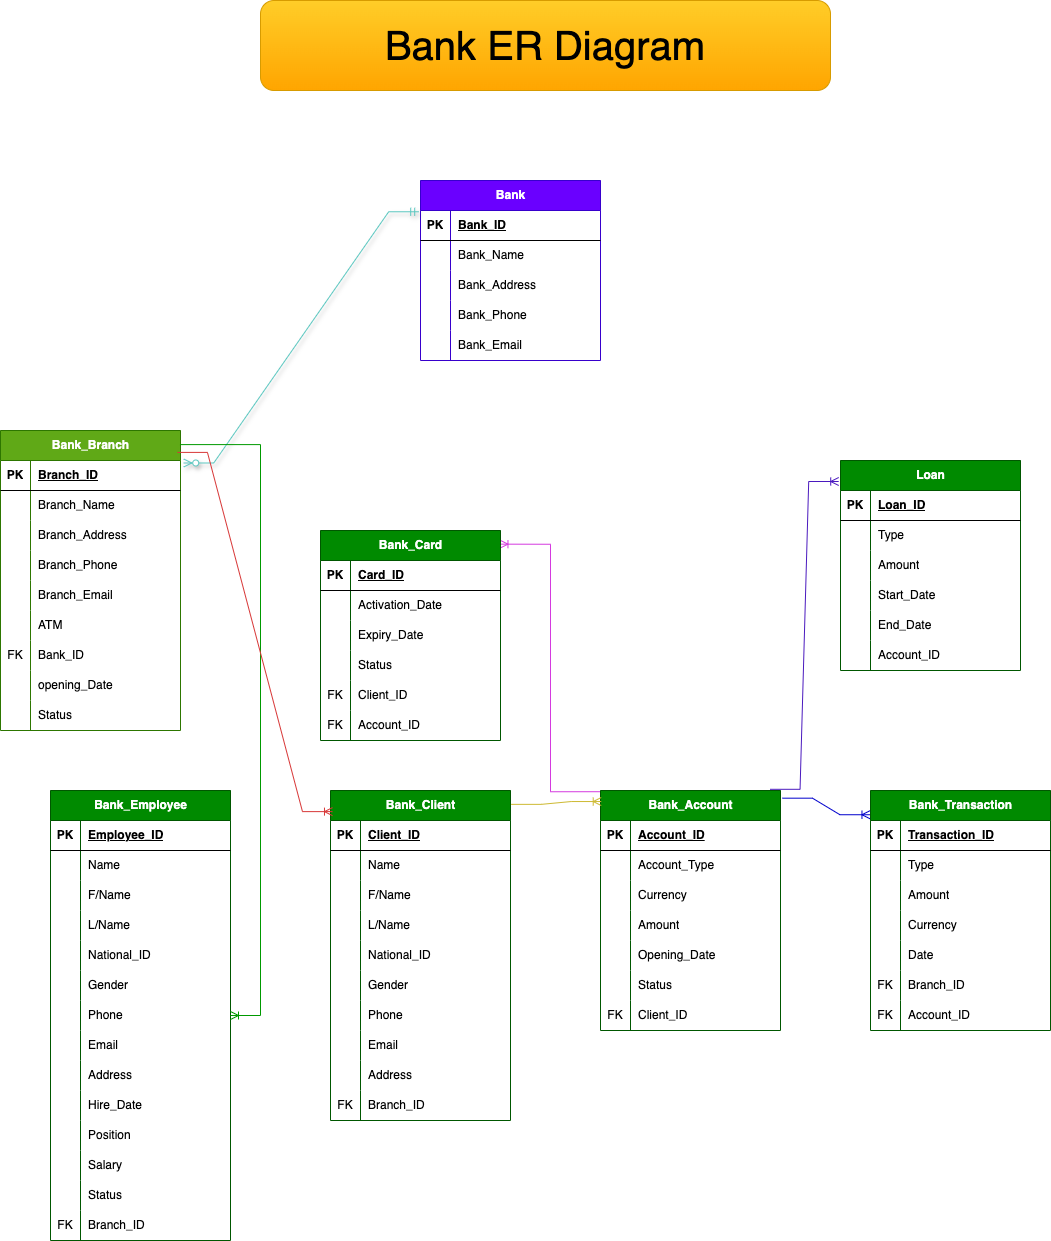 Bank ER Diagram
Bank
PK Bank_ID
Bank_Name
Bank_Address
Bank_Phone
Bank_Email
Bank_Branch
PK Branch_ID
Branch_Name
Branch_Address
Branch_Phone
Branch_Email
ATM
FK Bank_ID
opening_Date
Status
Loan
PK Loan_ID
Type
Amount
Start_Date
End_Date
Account_ID
Bank_Card
PK Card_ID
Activation_Date
Expiry_Date
Status
FK Client_ID
FK Account_ID
Bank_Employee
PK Employee_ID
Name
F/Name
L/Name
National_ID
Gender
Phone
Email
Address
Hire_Date
Position
Salary
Status
FK Branch_ID
Bank_Client
PK Client_ID
Name
F/Name
L/Name
National_ID
Gender
Phone
Email
Address
FK Branch_ID
Bank_Account
PK Account_ID
Account_Type
Currency
Amount
Opening_Date
Status
FK Client_ID
Bank_Transaction
PK Transaction_ID
Type
Amount
Currency
Date
FK Branch_ID
FK Account_ID